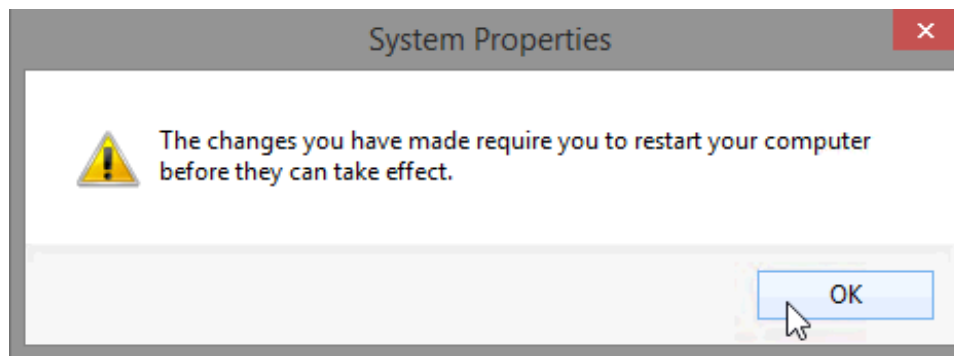 System Properties
The changes you have made require you to restart your computer
before they can take effect.
OK